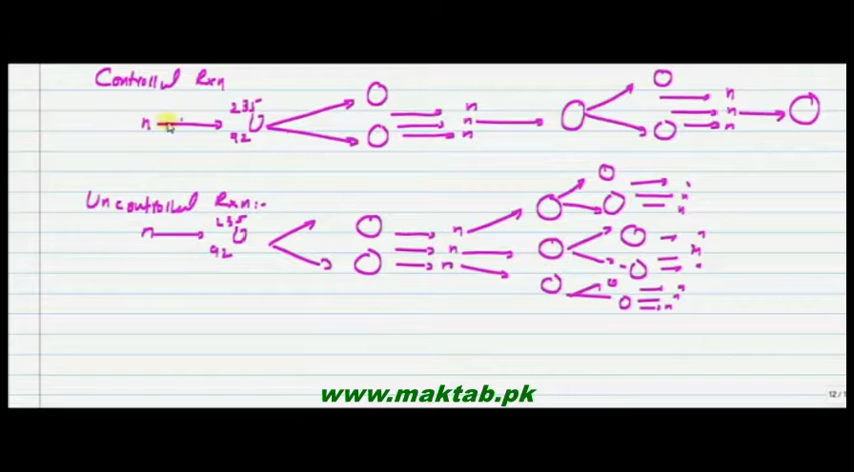 Controlled Rxn
n 235 92 U n n n n n n
Uncontrolled Rxn:-
n 235 92 U n n n n n n n
www.maktab.pk